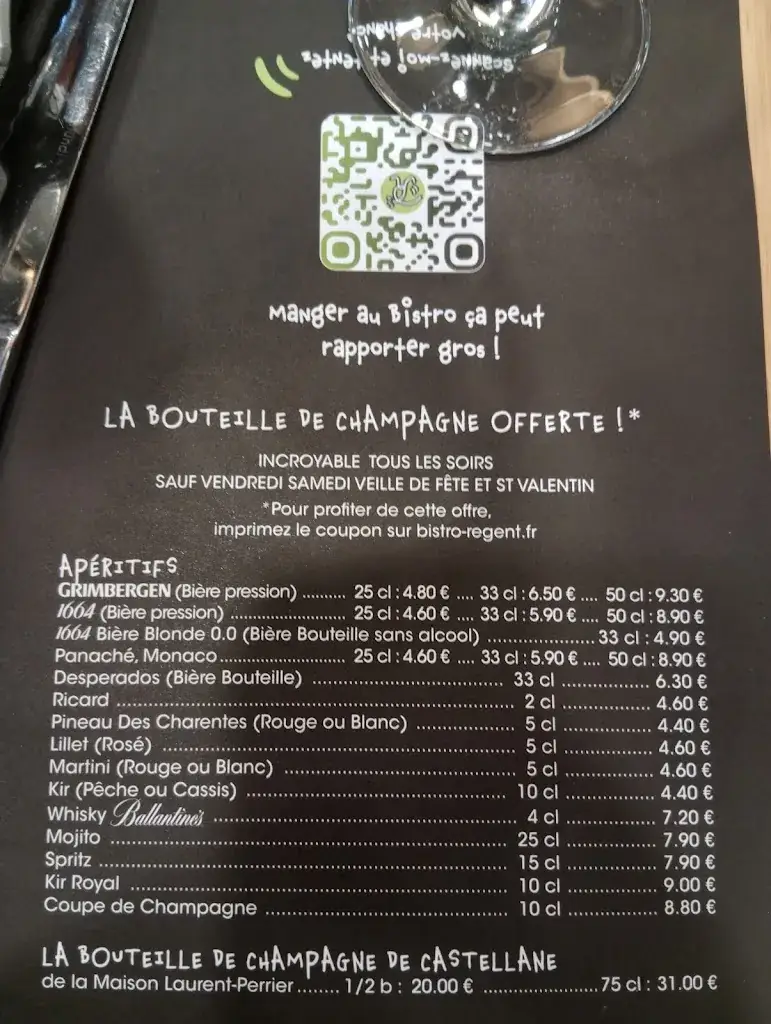 scannez-moi et tentez
votre chanc
Manger au Bistro ça peut
rapporter gros !
LA BOUTEILLE DE CHAMPAGNE OFFERTE !*
INCROYABLE TOUS LES SOIRS
SAUF VENDREDI SAMEDI VEILLE DE FÊTE ET ST VALENTIN
*Pour profiter de cette offre,
imprimez le coupon sur bistro-regent.fr
APÉRITIFS
GRIMBERGEN (Bière pression) .......... 25 cl : 4.80 € .... 33 cl : 6.50 € .... 50 cl : 9.30 €
1664 (Bière pression) .......................... 25 cl : 4.60 € .... 33 cl : 5.90 € .... 50 cl : 8.90 €
1664 Bière Blonde 0.0 (Bière Bouteille sans alcool) ........................ 33 cl : 4.90 €
Panaché, Monaco............................ 25 cl : 4.60 € .... 33 cl : 5.90 € .... 50 cl : 8.90 €
Desperados (Bière Bouteille) .......................................... 33 cl .................... 6.30 €
Ricard ................................................................................ 2 cl .................... 4.60 €
Pineau Des Charentes (Rouge ou Blanc) ...................... 5 cl .................... 4.40 €
Lillet (Rosé) ........................................................................ 5 cl .................... 4.60 €
Martini (Rouge ou Blanc) ................................................ 5 cl .................... 4.60 €
Kir (Pêche ou Cassis) ...................................................... 10 cl .................... 4.40 €
Whisky Ballantine's ............................................................ 4 cl .................... 7.20 €
Mojito ................................................................................ 25 cl .................... 7.90 €
Spritz .................................................................................. 15 cl .................... 7.90 €
Kir Royal ............................................................................ 10 cl .................... 9.00 €
Coupe de Champagne .................................................. 10 cl .................... 8.80 €
LA BOUTEILLE DE CHAMPAGNE DE CASTELLANE
de la Maison Laurent-Perrier........ 1/2 b : 20.00 € ........................ 75 cl : 31.00 €